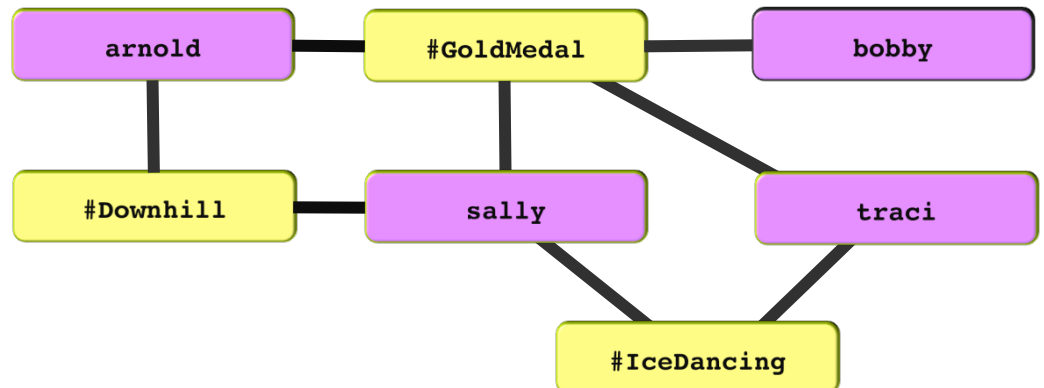 arnold
#GoldMedal
bobby
#Downhill
sally
traci
#IceDancing